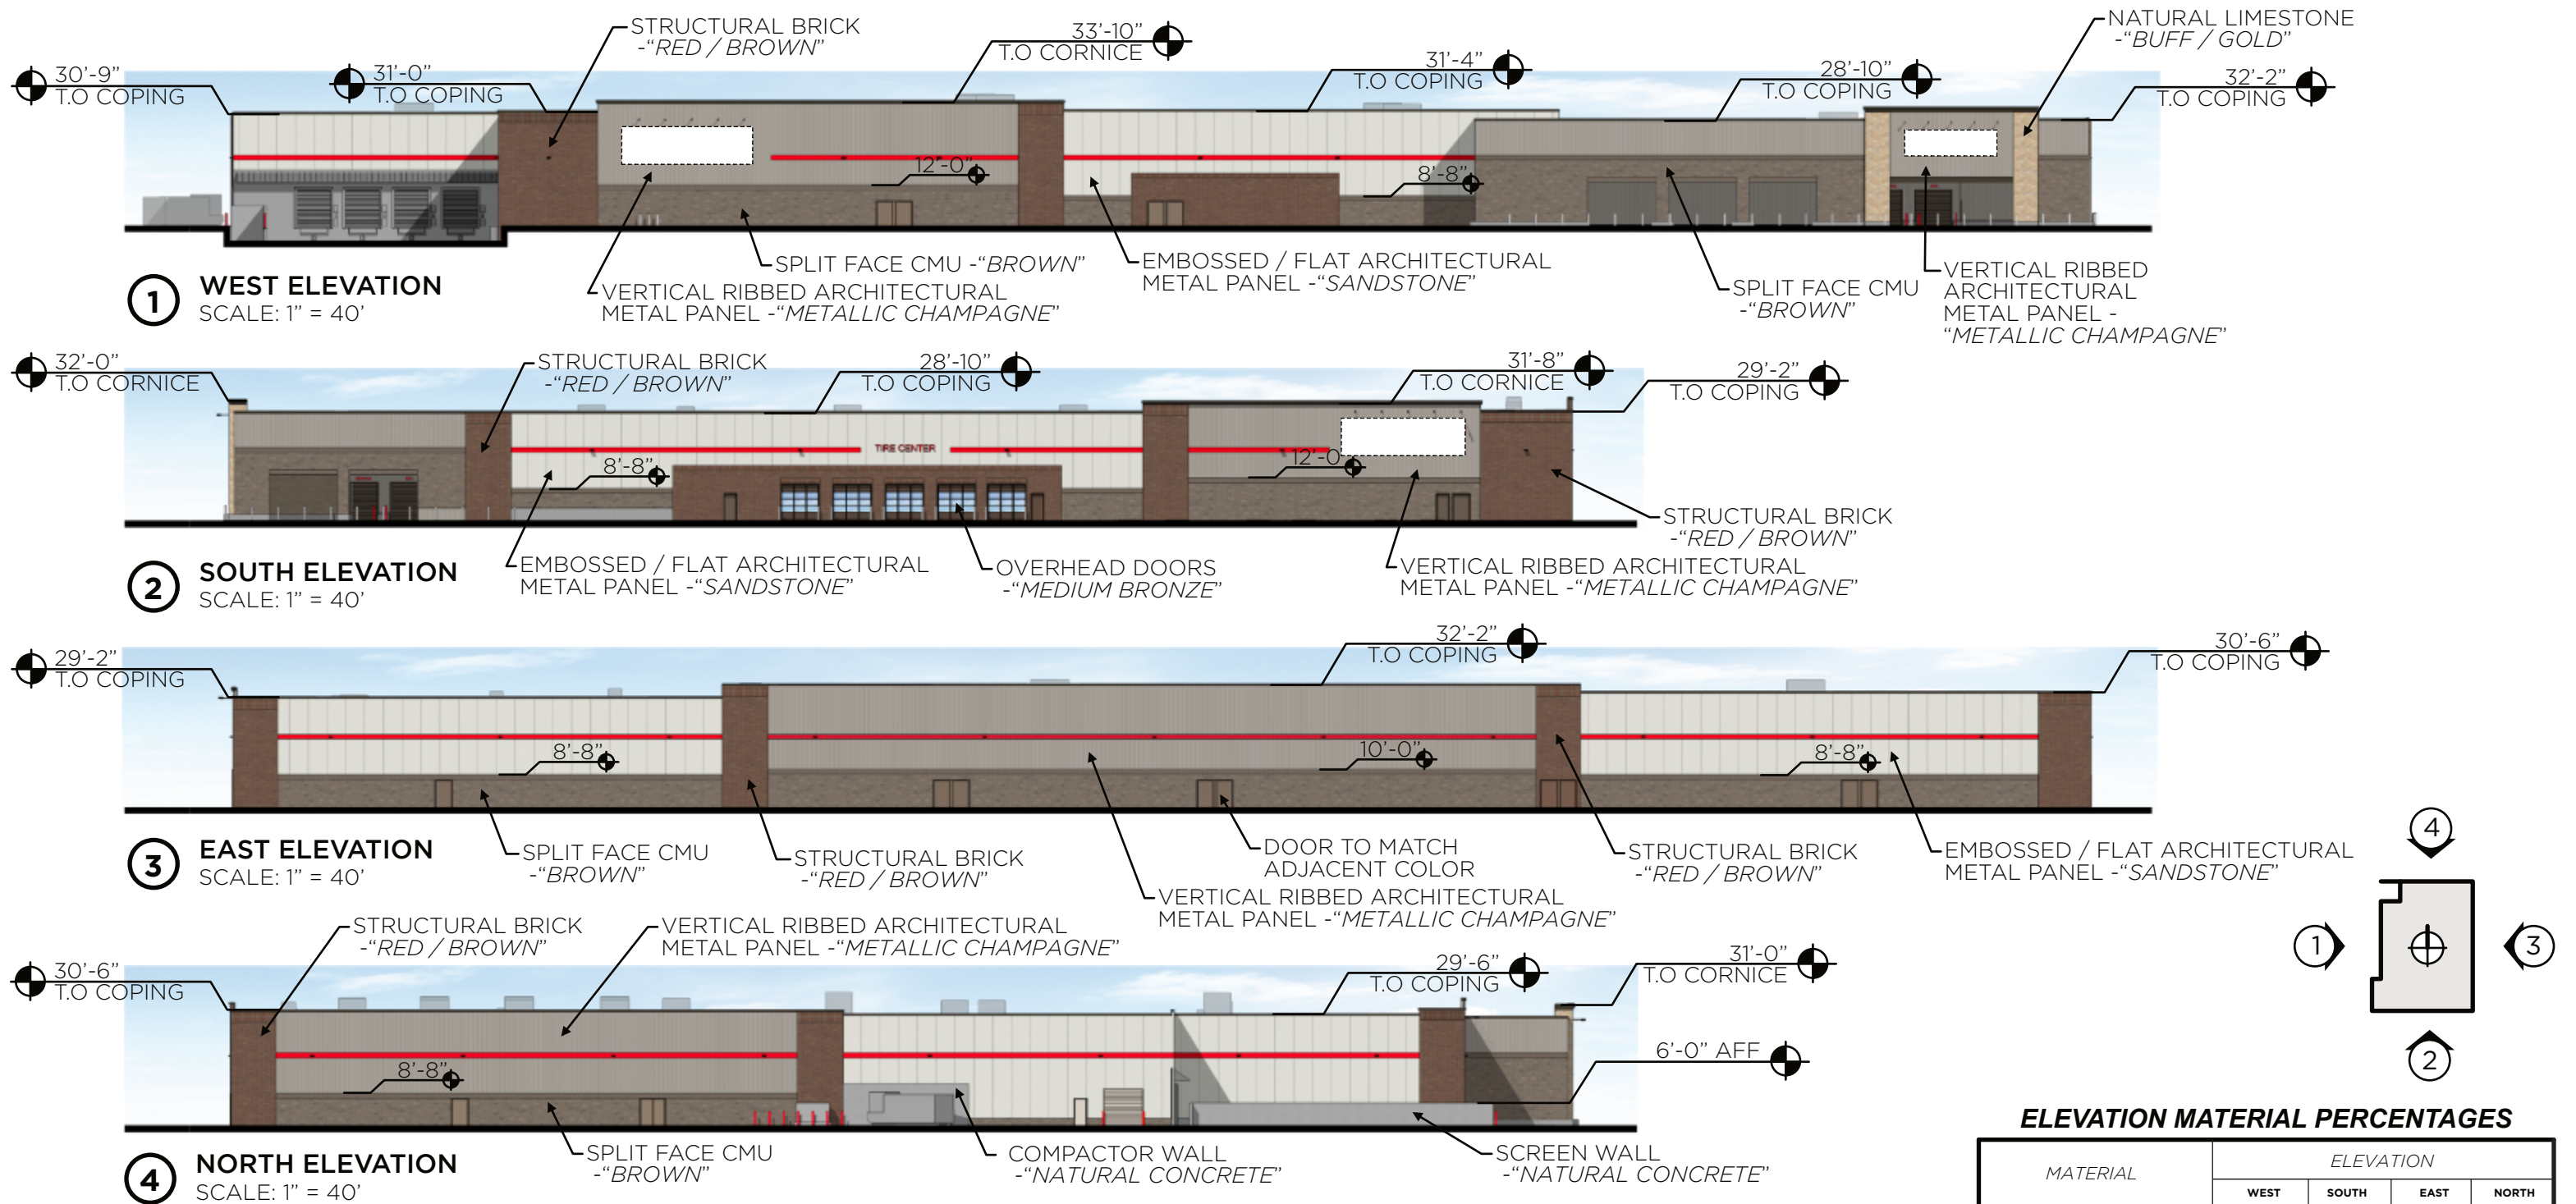 STRUCTURAL BRICK
-“RED / BROWN”
33’-10”
T.O CORNICE
NATURAL LIMESTONE
-“BUFF / GOLD”
30’-9”
T.O COPING
31’-0”
T.O COPING
31’-4”
T.O COPING
28’-10”
T.O COPING
32’-2”
T.O COPING
12’-0”
8’-8”
1
WEST ELEVATION
SCALE: 1” = 40’
SPLIT FACE CMU -“BROWN”
VERTICAL RIBBED ARCHITECTURAL
METAL PANEL -“METALLIC CHAMPAGNE”
EMBOSSED / FLAT ARCHITECTURAL
METAL PANEL -“SANDSTONE”
SPLIT FACE CMU
-“BROWN”
VERTICAL RIBBED
ARCHITECTURAL
METAL PANEL -
“METALLIC CHAMPAGNE”
32’-0”
T.O CORNICE
STRUCTURAL BRICK
-“RED / BROWN”
28’-10”
T.O COPING
31’-8”
T.O CORNICE
29’-2”
T.O COPING
TIRE CENTER
8’-8”
12’-0
2
SOUTH ELEVATION
SCALE: 1” = 40’
EMBOSSED / FLAT ARCHITECTURAL
METAL PANEL -“SANDSTONE”
OVERHEAD DOORS
-“MEDIUM BRONZE”
VERTICAL RIBBED ARCHITECTURAL
METAL PANEL -“METALLIC CHAMPAGNE”
STRUCTURAL BRICK
-“RED / BROWN”
29’-2”
T.O COPING
32’-2”
T.O COPING
30’-6”
T.O COPING
8’-8”
10’-0”
8’-8”
3
EAST ELEVATION
SCALE: 1” = 40’
SPLIT FACE CMU
-“BROWN”
STRUCTURAL BRICK
-“RED / BROWN”
DOOR TO MATCH
ADJACENT COLOR
VERTICAL RIBBED ARCHITECTURAL
METAL PANEL -“METALLIC CHAMPAGNE”
STRUCTURAL BRICK
-“RED / BROWN”
EMBOSSED / FLAT ARCHITECTURAL
METAL PANEL -“SANDSTONE”
4
1
3
2
STRUCTURAL BRICK
-“RED / BROWN”
VERTICAL RIBBED ARCHITECTURAL
METAL PANEL -“METALLIC CHAMPAGNE”
30’-6”
T.O COPING
29’-6”
T.O COPING
31’-0”
T.O CORNICE
6’-0” AFF
8’-8”
4
NORTH ELEVATION
SCALE: 1” = 40’
SPLIT FACE CMU
-“BROWN”
COMPACTOR WALL
-“NATURAL CONCRETE”
SCREEN WALL
-“NATURAL CONCRETE”
ELEVATION MATERIAL PERCENTAGES
MATERIAL
ELEVATION
WEST SOUTH EAST NORTH